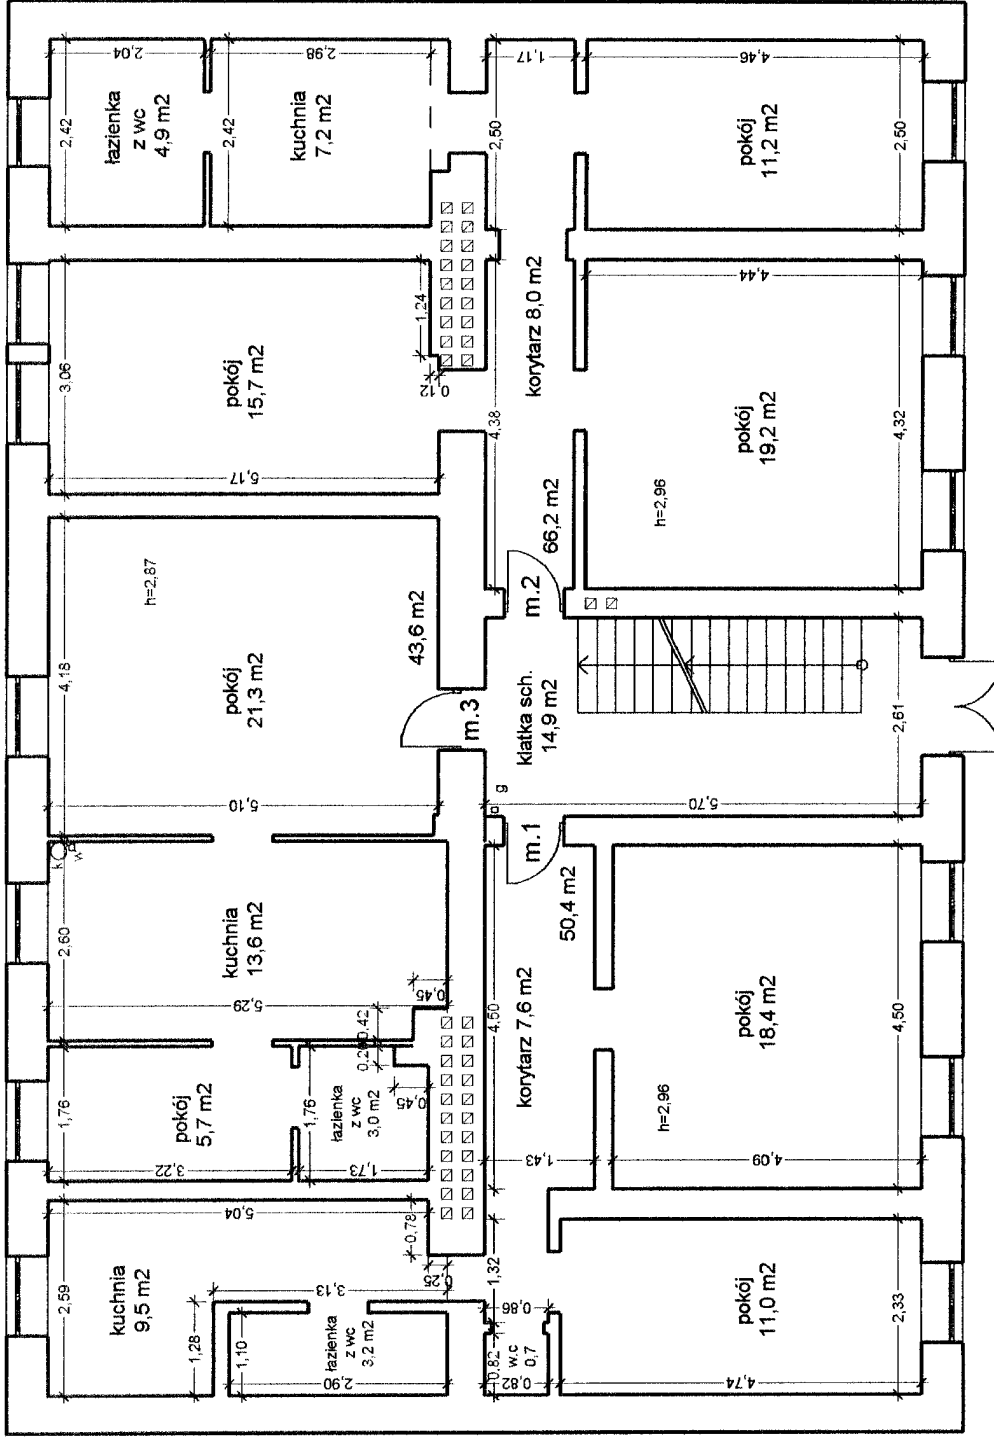 łazienka
z wc
4,9 m2
2,04
2,42
kuchnia
7,2 m2
2,98
2,42
1,17
2,50
pokój
11,2 m2
4,46
2,50
pokój
15,7 m2
3,06
5,17
1,24
0,12
korytarz 8,0 m2
4,38
66,2 m2
pokój
19,2 m2
4,44
4,32
h=2,96
pokój
21,3 m2
h=2,87
4,18
5,10
43,6 m2
m.3
m.2
klatka sch.
14,9 m2
2,61
5,70
g
m.1
50,4 m2
kuchnia
13,6 m2
k
w
2,60
5,29
0,45
0,42
korytarz 7,6 m2
4,50
pokój
18,4 m2
4,50
h=2,96
4,09
1,43
pokój
5,7 m2
1,76
3,22
łazienka
z wc
3,0 m2
1,76
1,73
0,45
kuchnia
9,5 m2
2,59
5,04
0,78
0,25
3,13
1,28
łazienka
z wc
3,2 m2
1,10
2,90
1,32
0,86
w.c
0,7
0,82
0,82
pokój
11,0 m2
2,33
4,74